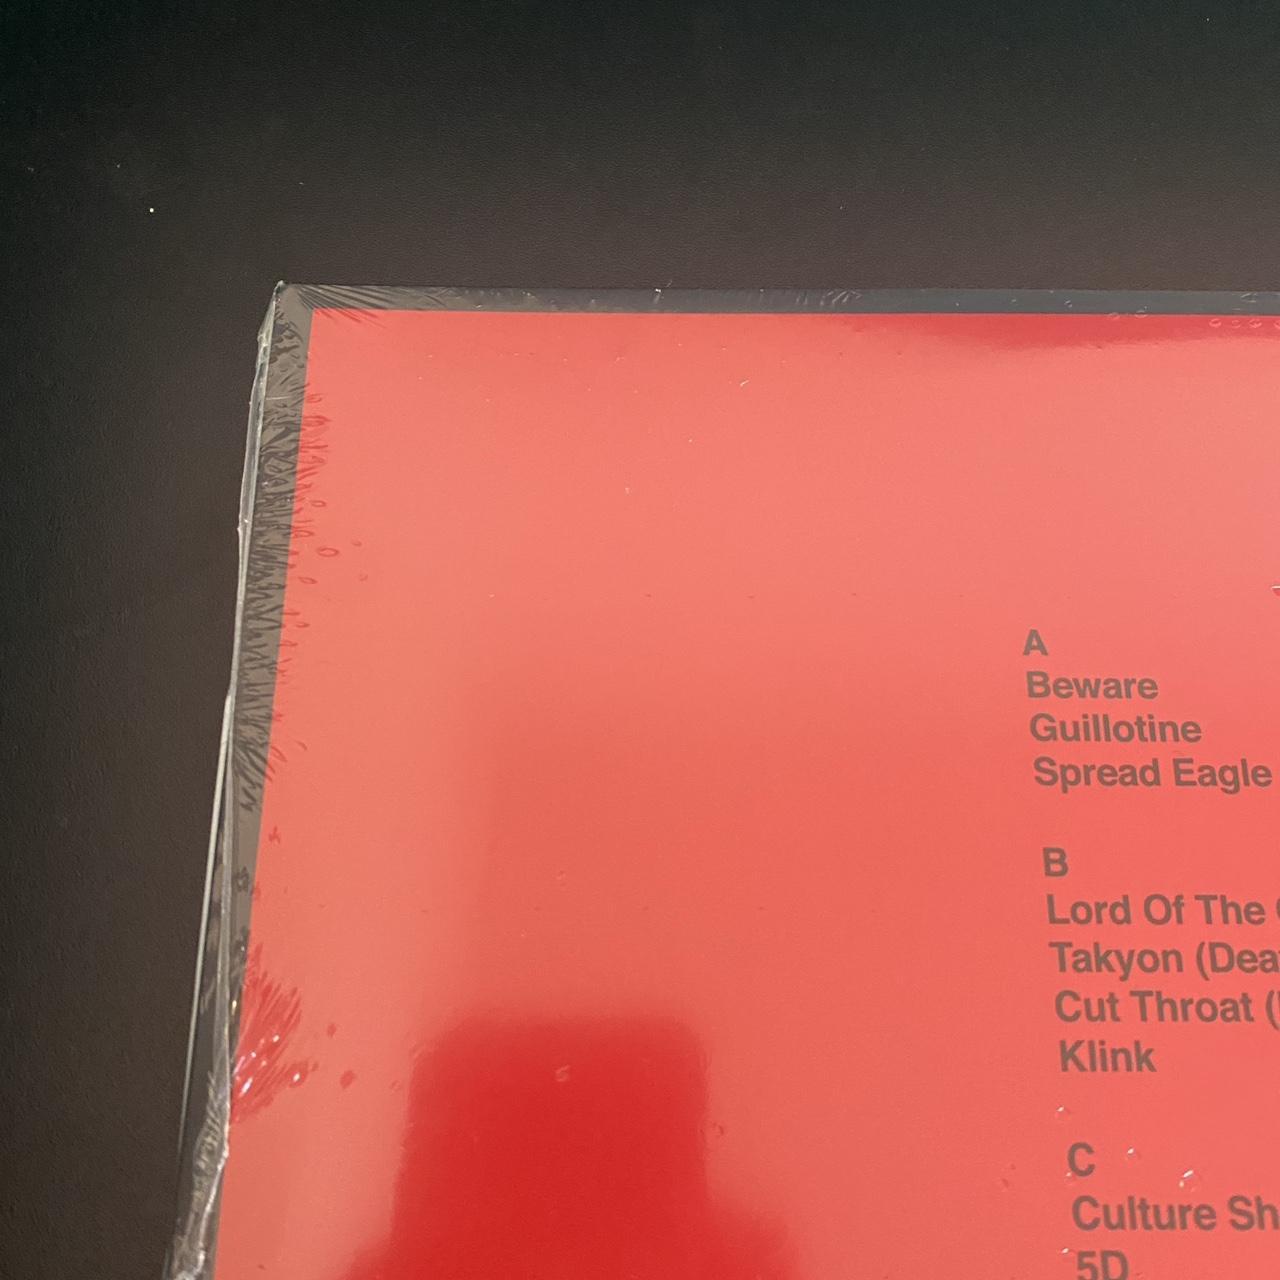 A
Beware
Guillotine
Spread Eagle
B
Lord Of The
Takyon (Dea
Cut Throat (
Klink
C
Culture Sh
5D